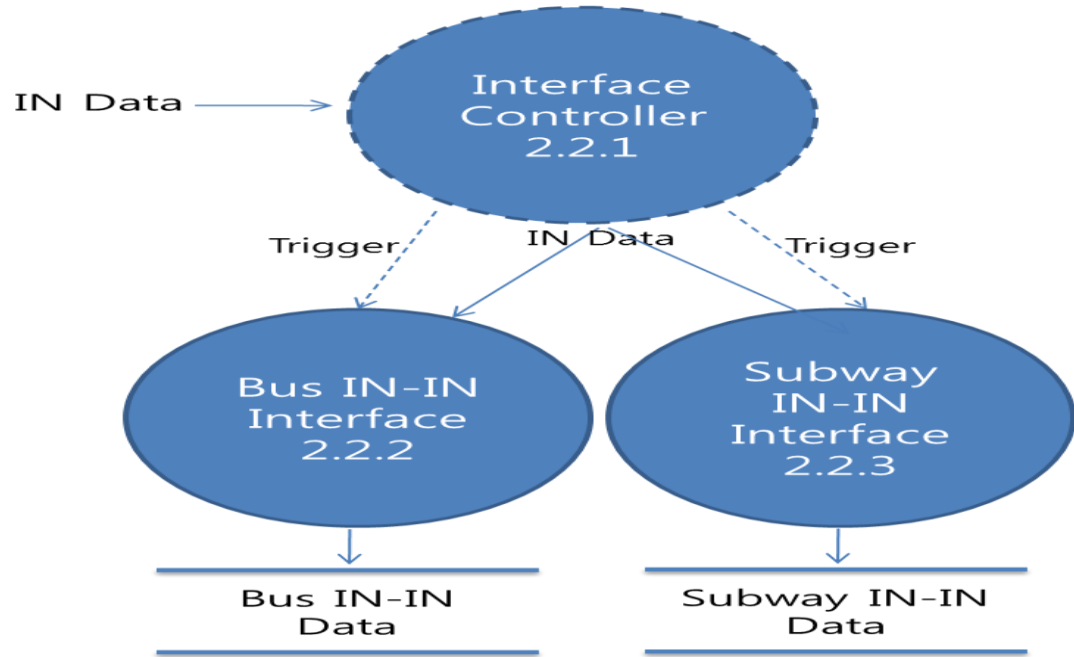 Interface
Controller
2.2.1
IN Data
Trigger
IN Data
Trigger
Bus IN-IN
Interface
2.2.2
Subway
IN-IN
Interface
2.2.3
Bus IN-IN
Data
Subway IN-IN
Data